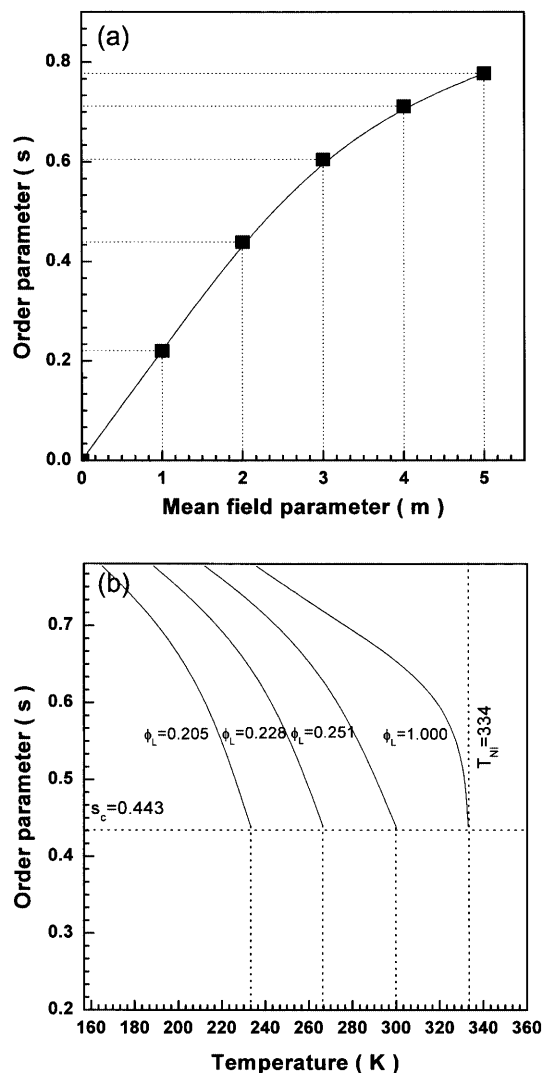 (a)
0.8
0.6
0.4
0.2
0.0
Order parameter ( s )
0 1 2 3 4 5
Mean field parameter ( m )
(b)
0.7
0.6
0.5
0.4
0.3
0.2
Order parameter ( s )
ϕL=0.205 ϕL=0.228 ϕL=0.251 ϕL=1.000
TNi=334
sc=0.443
160 180 200 220 240 260 280 300 320 340 360
Temperature ( K )